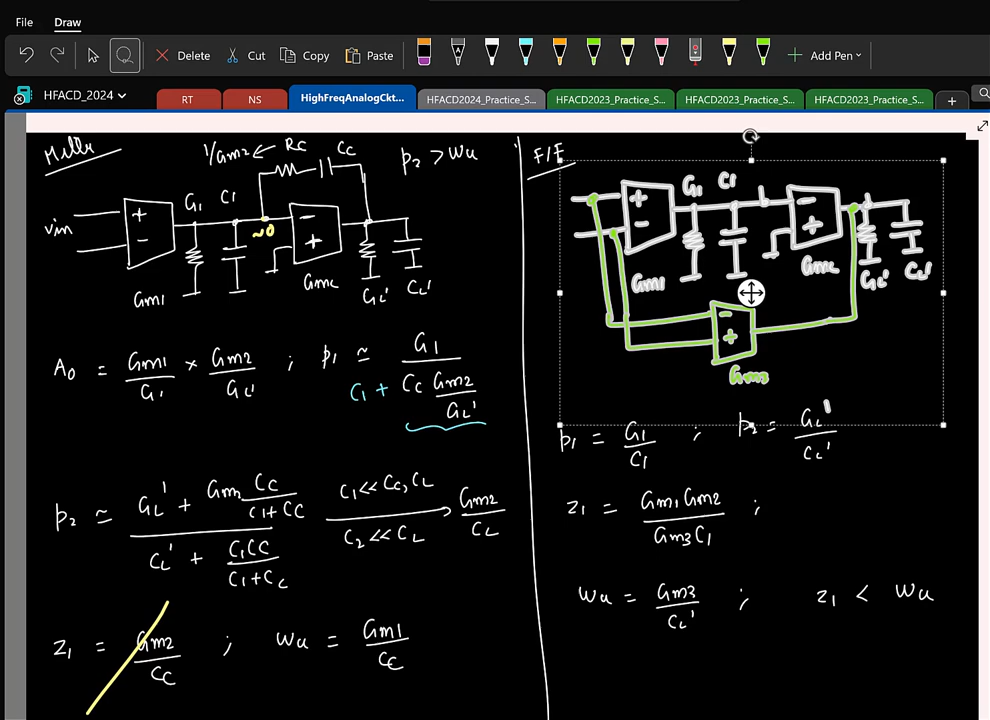 File Draw
Delete Cut Copy Paste A Add Pen
HFACD_2024 RT NS HighFreqAnalogCkt... HFACD2024_Practice_S... HFACD2023_Practice_S... HFACD2023_Practice_S... HFACD2023_Practice_S... +
Miller
1/Gm2 ← RC CC
p2 > ωu
vin + − Gm1 G1 C1 ~0 − + Gm2 GL' CL'
A0 = Gm1/G1 × Gm2/GL' ; p1 ≃ G1 / (C1 + CC Gm2/GL')
p2 ≃ (GL' + Gm2 CC/(C1+CC)) / (CL' + C1CC/(C1+CC)) C1 << CC, CL → C2 << CL Gm2/CL
z1 = Gm2/CC ; ωu = Gm1/CC
F/F
+ − Gm1 G1 C1 − + Gm2 GL' CL'
− + Gm3
p1 = G1/C1 ; p2 = GL'/CL'
z1 = Gm1Gm2/Gm3C1 ;
ωu = Gm3/CL' ; z1 < ωu